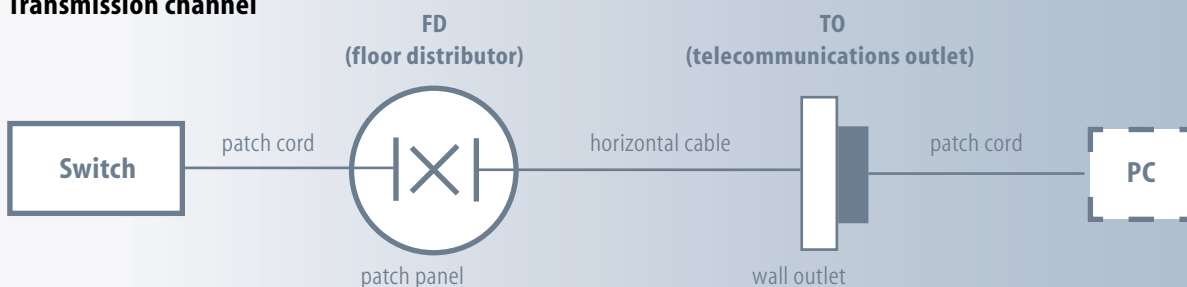 Transmission channel
FD
(floor distributor)
TO
(telecommunications outlet)
Switch
patch cord
horizontal cable
patch cord
PC
patch panel
wall outlet